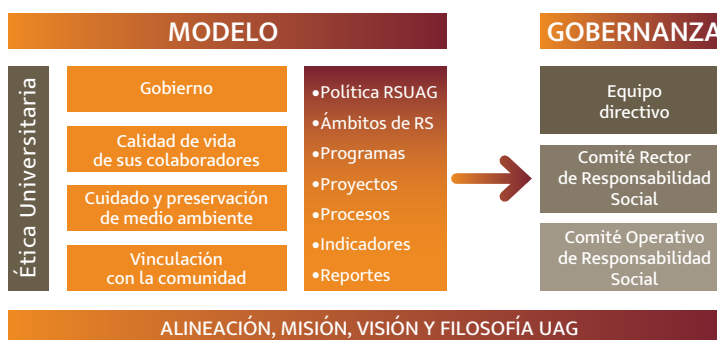 MODELO
Ética Universitaria
Gobierno
Calidad de vida
de sus colaboradores
Cuidado y preservación
de medio ambiente
Vinculación
con la comunidad
•Política RSUAG
•Ámbitos de RS
•Programas
•Proyectos
•Procesos
•Indicadores
•Reportes
GOBERNANZA
Equipo
directivo
Comité Rector
de Responsabilidad
Social
Comité Operativo
de Responsabilidad
Social
ALINEACIÓN, MISIÓN, VISIÓN Y FILOSOFÍA UAG